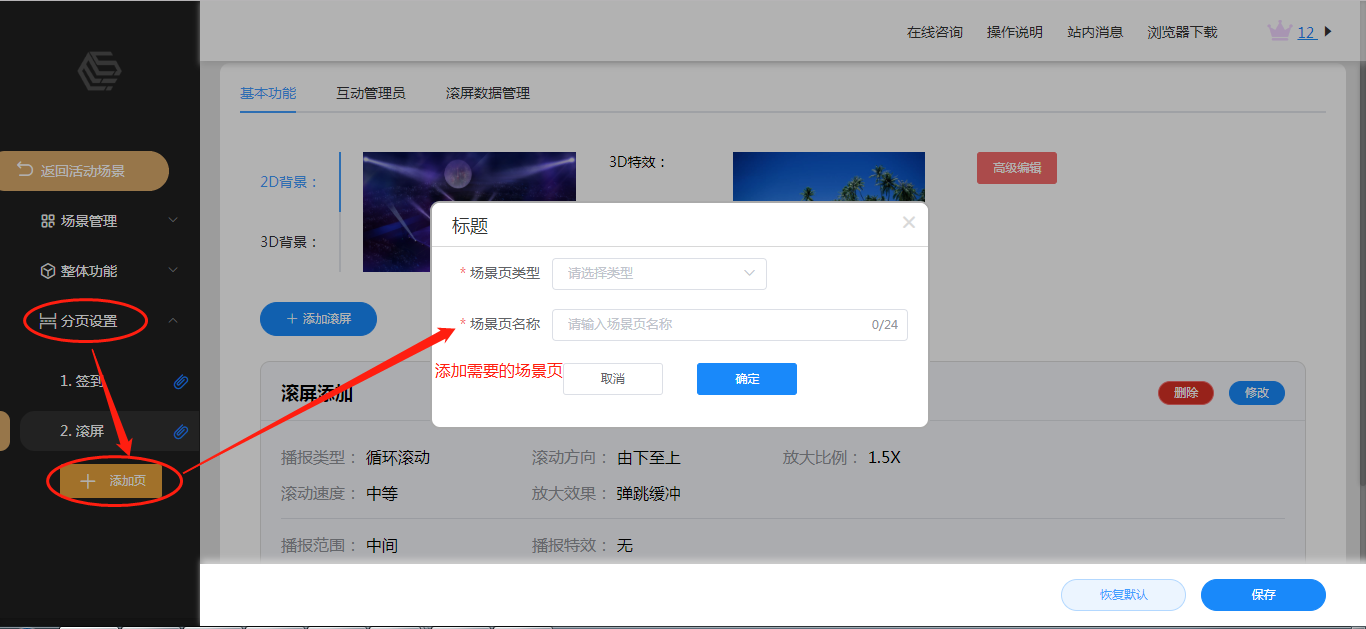 在线咨询 操作说明 站内消息 浏览器下载 12
基本功能 互动管理员 滚屏数据管理
返回活动场景
场景管理
整体功能
分页设置
1. 签到
2. 滚屏
添加页
2D背景：
3D背景：
3D特效：
高级编辑
+ 添加滚屏
标题
* 场景页类型 请选择类型
* 场景页名称 请输入场景页名称 0/24
添加需要的场景页
取消 确定
滚屏添加 删除 修改
播报类型： 循环滚动 滚动方向： 由下至上 放大比例： 1.5X
滚动速度： 中等 放大效果： 弹跳缓冲
播报范围： 中间 播报特效： 无
恢复默认 保存